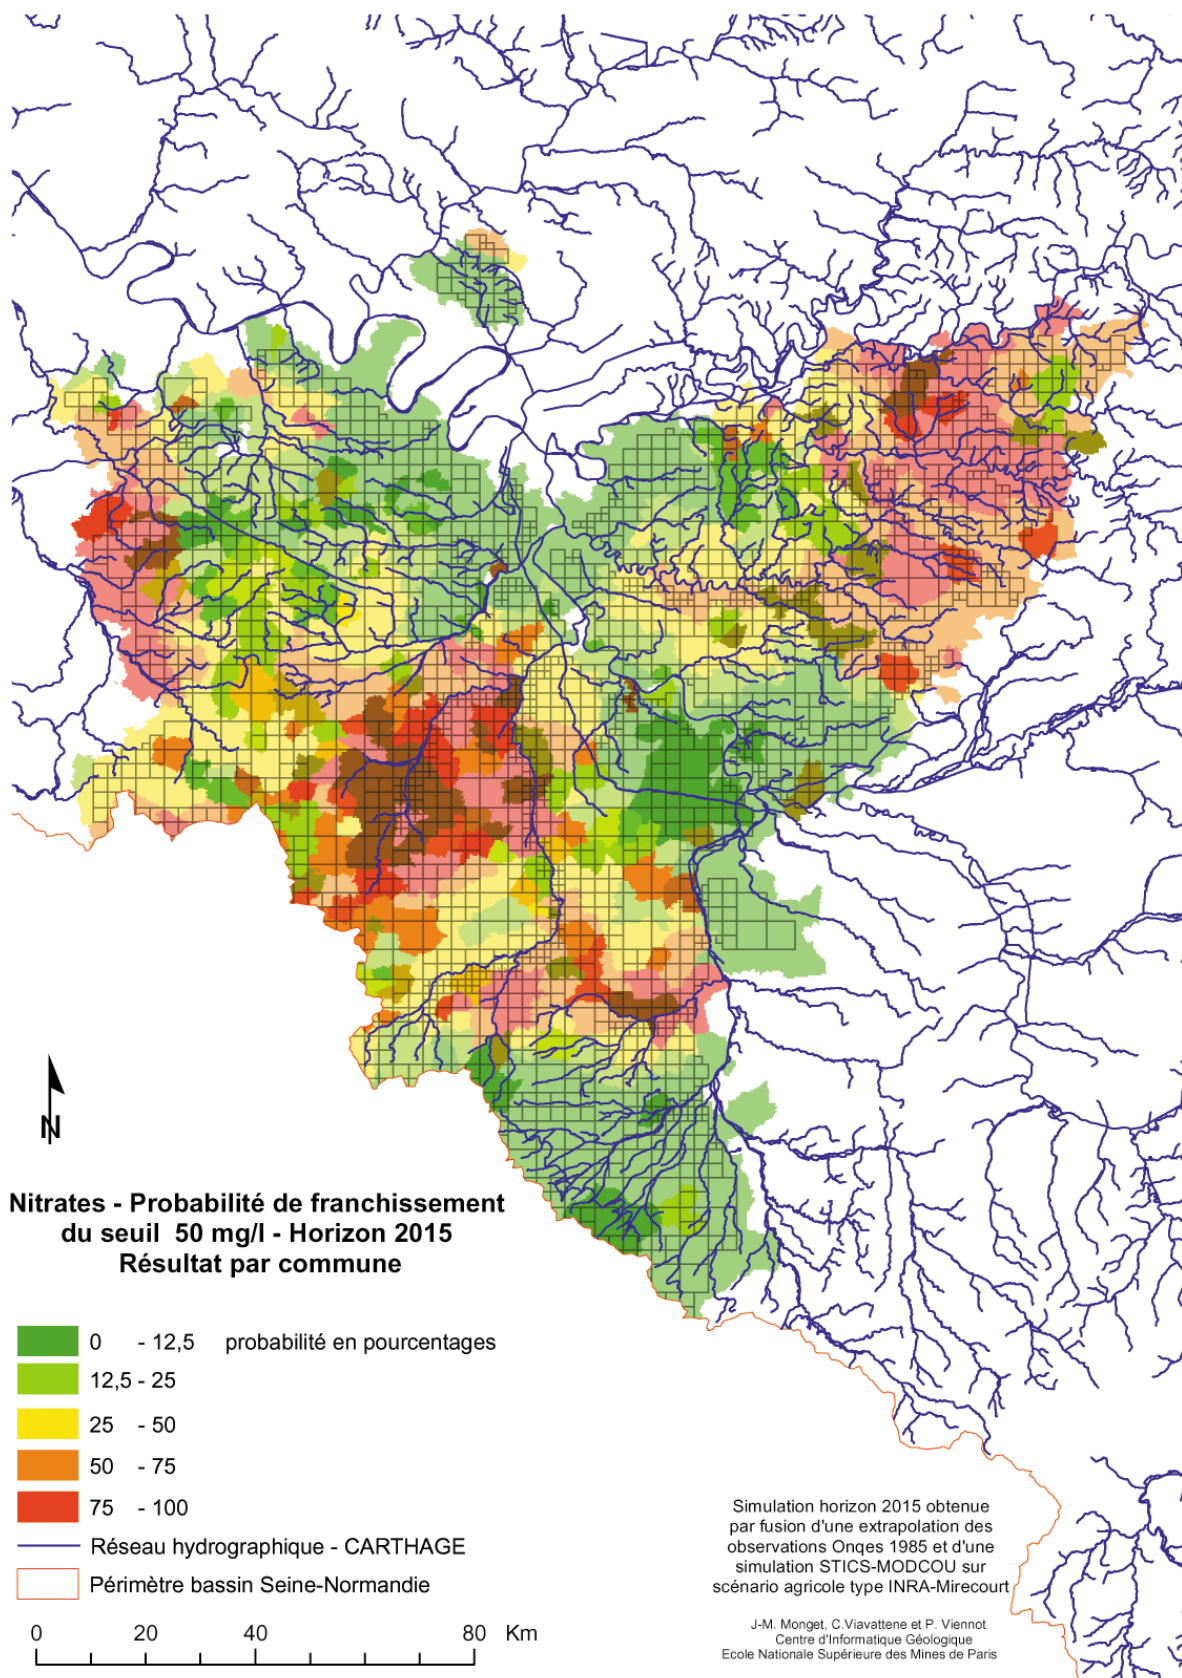 N
Nitrates - Probabilité de franchissement
du seuil 50 mg/l - Horizon 2015
Résultat par commune
0 - 12,5 probabilité en pourcentages
12,5 - 25
25 - 50
50 - 75
75 - 100
Réseau hydrographique - CARTHAGE
Périmètre bassin Seine-Normandie
0 20 40 80 Km
Simulation horizon 2015 obtenue
par fusion d'une extrapolation des
observations Onqes 1985 et d'une
simulation STICS-MODCOU sur
scénario agricole type INRA-Mirecourt
J-M. Monget, C.Viavattene et P. Viennot
Centre d'Informatique Géologique
Ecole Nationale Supérieure des Mines de Paris